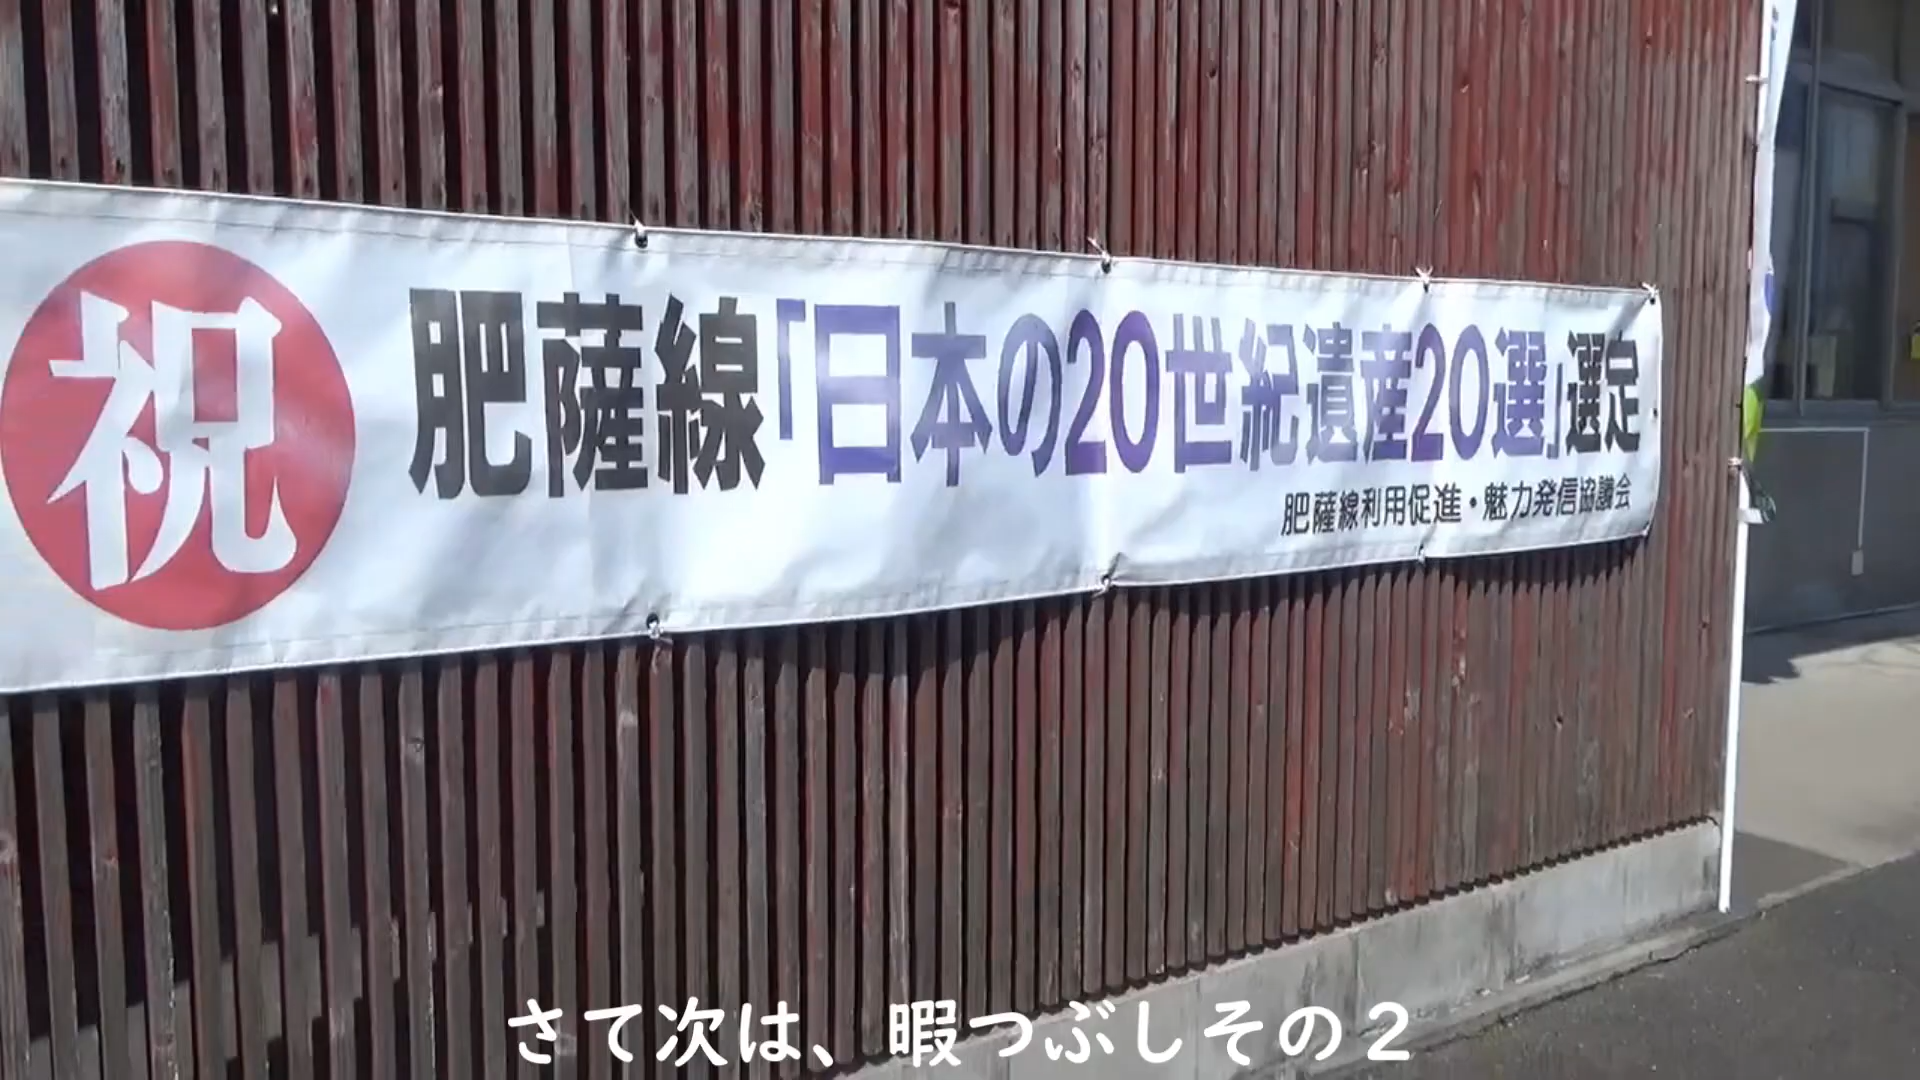 祝
肥薩線「日本の20世紀遺産20選」選定
肥薩線利用促進・魅力発信協議会
さて次は、暇つぶしその２